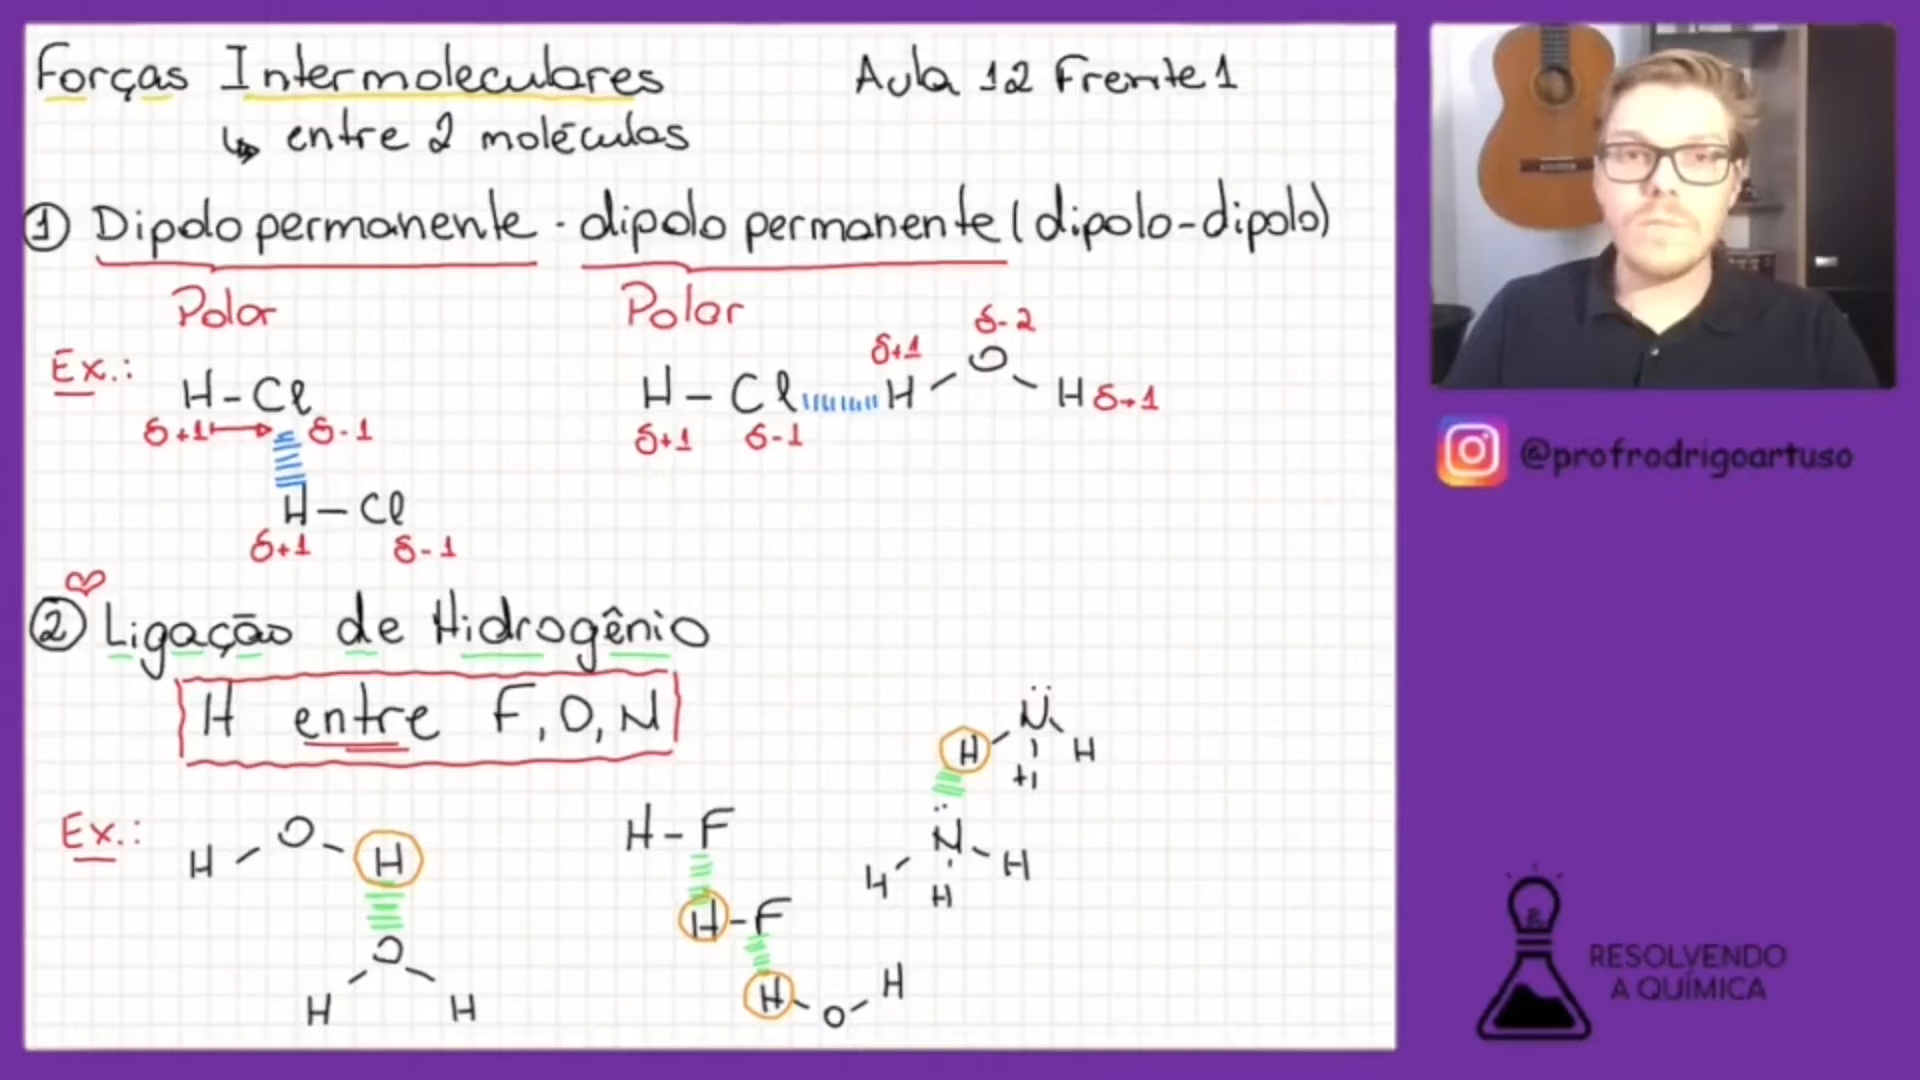 Forças Intermoleculares
Aula 12 Frente 1
↳ entre 2 moléculas
① Dipolo permanente - dipolo permanente (dipolo-dipolo)
Polar
Polar
Ex.:
H-Cl
δ+1 → δ-1
H-Cl
δ+1 δ-1
δ+1 δ-2
H-Cl H-O-H δ+1
δ+1 δ-1
② Ligação de Hidrogênio
H entre F, O, N
Ex.:
H-O-H
O
H H
H-F
H-F
H-O-H
H-N-H
H
N
H H
H
@profrodrigoartuso
RESOLVENDO
A QUÍMICA